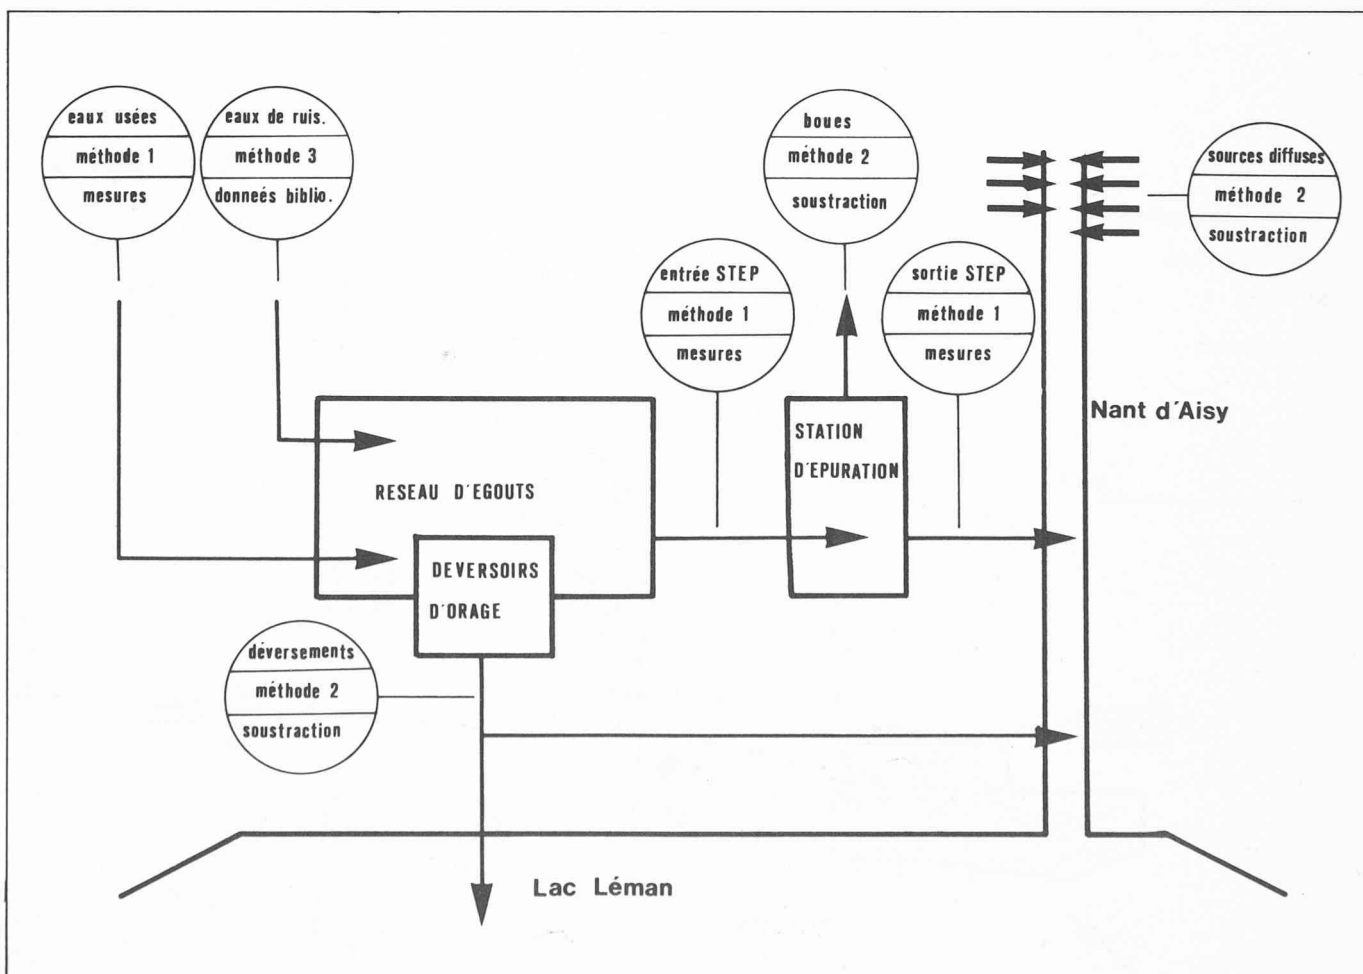 eaux usées
méthode 1
mesures
eaux de ruis.
méthode 3
donneés biblio.
boues
méthode 2
soustraction
sources diffuses
méthode 2
soustraction
entrée STEP
méthode 1
mesures
sortie STEP
méthode 1
mesures
Nant d'Aisy
STATION
D'EPURATION
RESEAU D'EGOUTS
DEVERSOIRS
D'ORAGE
déversements
méthode 2
soustraction
Lac Léman